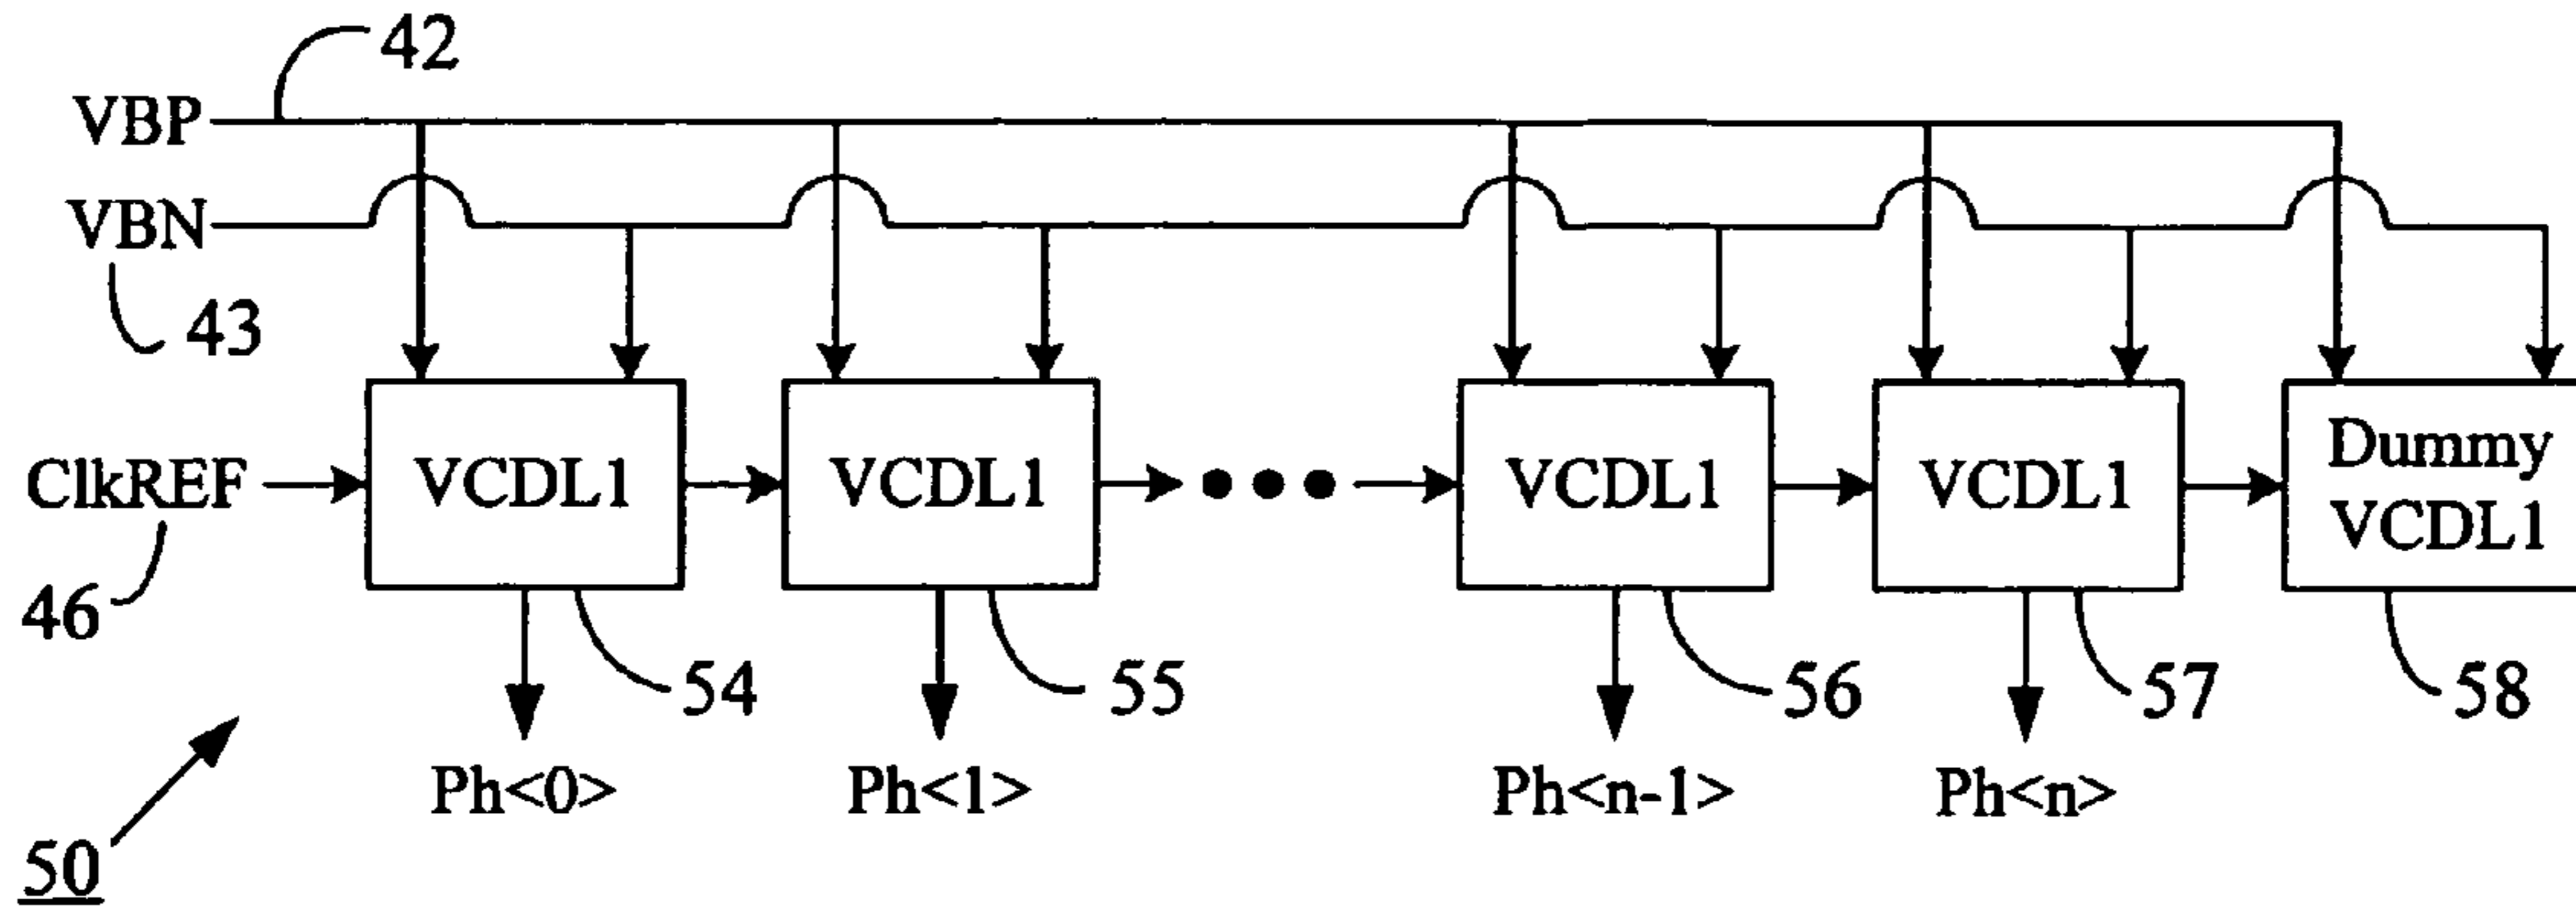 42
VBP
VBN
43
ClkREF
46
VCDL1
VCDL1
VCDL1
VCDL1
Dummy
VCDL1
54
55
56
57
58
Ph<0>
Ph<1>
Ph<n-1>
Ph<n>
50